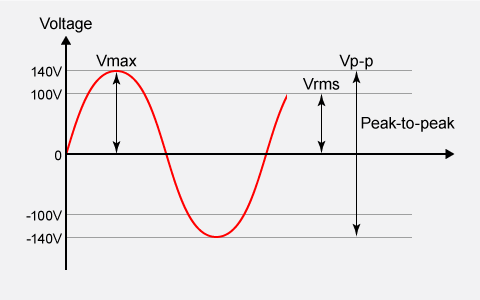 Voltage
Vmax
Vp-p
140V
Vrms
100V
Peak-to-peak
0
-100V
-140V